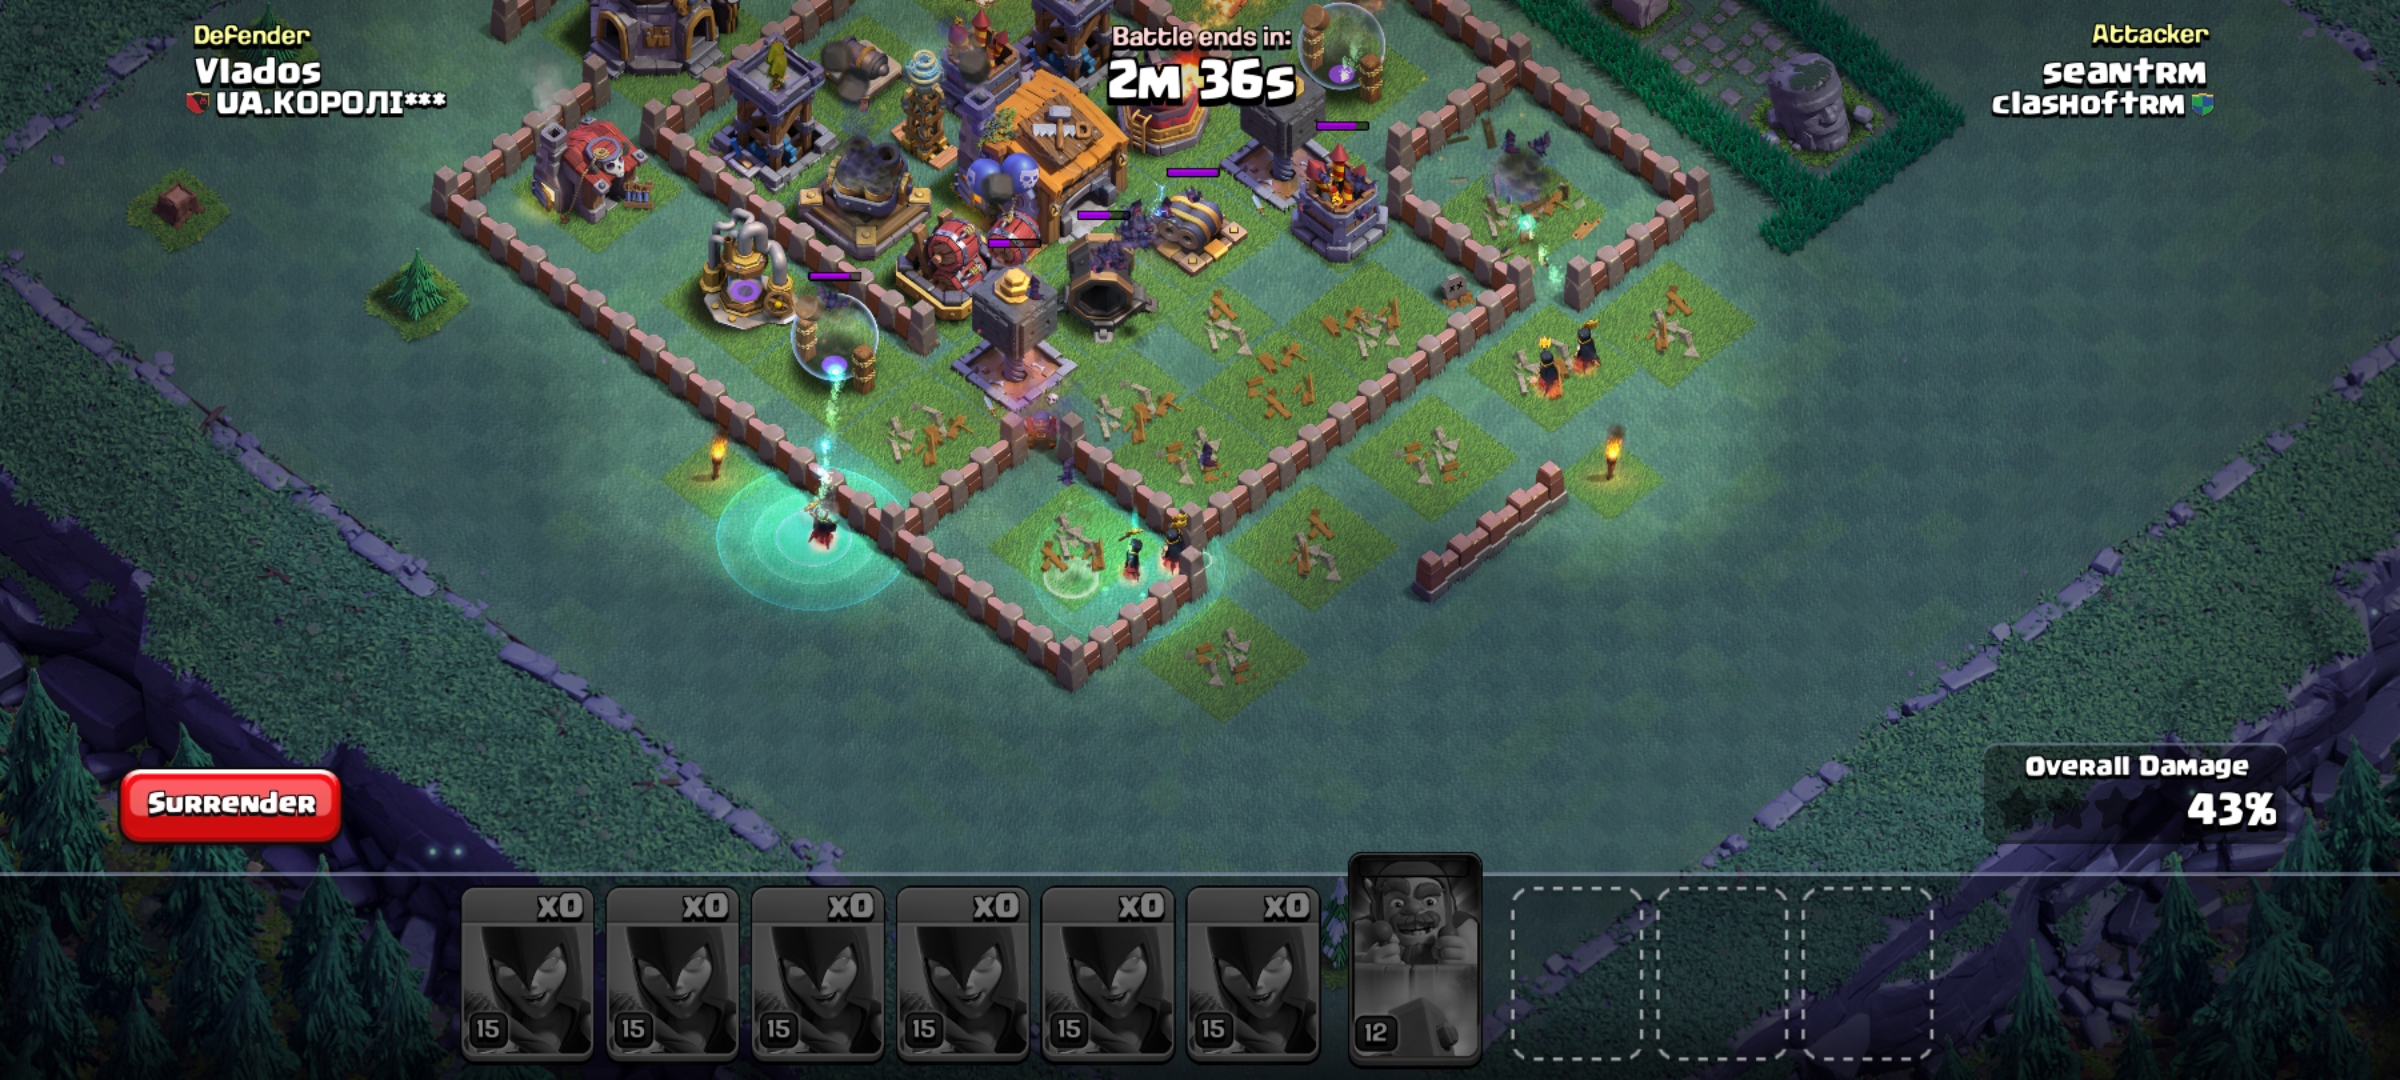 Defender
Vlados
UA.КОРОЛІ***
Battle ends in:
2M 36s
Attacker
seantRM
clashoftRM
Surrender
Overall Damage
43%
x0 x0 x0 x0 x0 x0
15 15 15 15 15 15 12